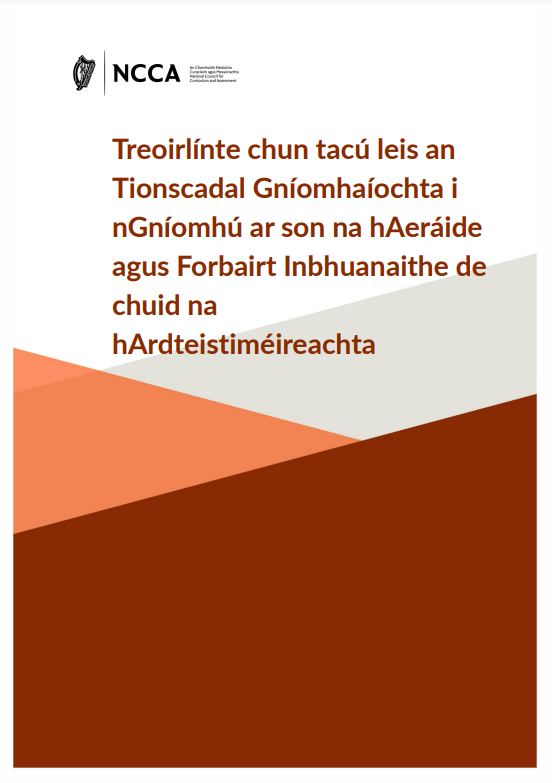 NCCA
An Chomhairle Náisiúnta
Curaclaim agus Measúnachta
National Council for
Curriculum and Assessment
Treoirlínte chun tacú leis an
Tionscadal Gníomhaíochta i
nGníomhú ar son na hAeráide
agus Forbairt Inbhuanaithe de
chuid na
hArdteistiméireachta